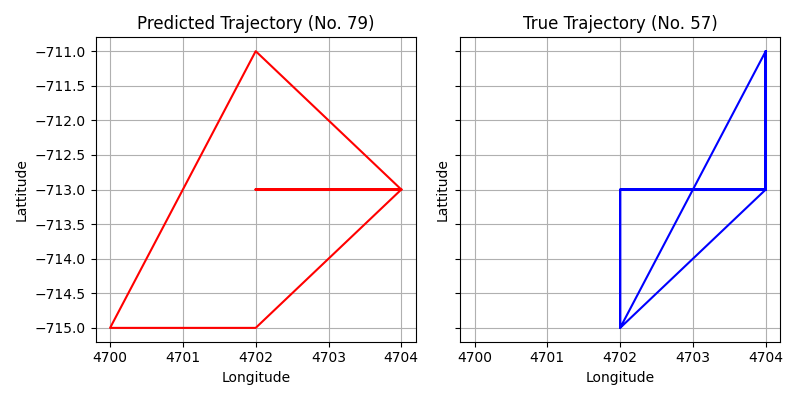 Predicted Trajectory (No. 79)
True Trajectory (No. 57)
−711.0
−711.5
−712.0
−712.5
−713.0
−713.5
−714.0
−714.5
−715.0
Lattitude
Lattitude
4700 4701 4702 4703 4704
4700 4701 4702 4703 4704
Longitude
Longitude